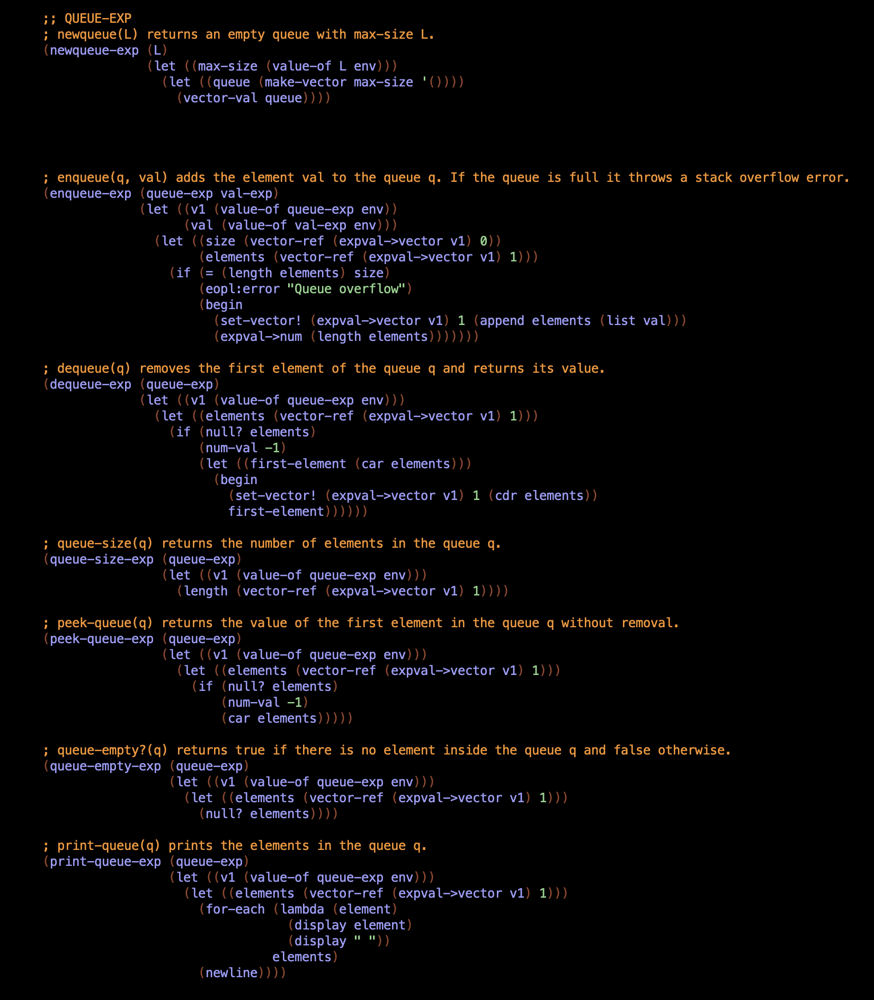 ;; QUEUE-EXP
; newqueue(L) returns an empty queue with max-size L.
(newqueue-exp (L)
(let ((max-size (value-of L env)))
(let ((queue (make-vector max-size '())))
(vector-val queue))))
; enqueue(q, val) adds the element val to the queue q. If the queue is full it throws a stack overflow error.
(enqueue-exp (queue-exp val-exp)
(let ((v1 (value-of queue-exp env))
(val (value-of val-exp env)))
(let ((size (vector-ref (expval->vector v1) 0))
(elements (vector-ref (expval->vector v1) 1)))
(if (= (length elements) size)
(eopl:error "Queue overflow")
(begin
(set-vector! (expval->vector v1) 1 (append elements (list val)))
(expval->num (length elements)))))))
; dequeue(q) removes the first element of the queue q and returns its value.
(dequeue-exp (queue-exp)
(let ((v1 (value-of queue-exp env)))
(let ((elements (vector-ref (expval->vector v1) 1)))
(if (null? elements)
(num-val -1)
(let ((first-element (car elements)))
(begin
(set-vector! (expval->vector v1) 1 (cdr elements))
first-element))))))
; queue-size(q) returns the number of elements in the queue q.
(queue-size-exp (queue-exp)
(let ((v1 (value-of queue-exp env)))
(length (vector-ref (expval->vector v1) 1))))
; peek-queue(q) returns the value of the first element in the queue q without removal.
(peek-queue-exp (queue-exp)
(let ((v1 (value-of queue-exp env)))
(let ((elements (vector-ref (expval->vector v1) 1)))
(if (null? elements)
(num-val -1)
(car elements)))))
; queue-empty?(q) returns true if there is no element inside the queue q and false otherwise.
(queue-empty-exp (queue-exp)
(let ((v1 (value-of queue-exp env)))
(let ((elements (vector-ref (expval->vector v1) 1)))
(null? elements))))
; print-queue(q) prints the elements in the queue q.
(print-queue-exp (queue-exp)
(let ((v1 (value-of queue-exp env)))
(let ((elements (vector-ref (expval->vector v1) 1)))
(for-each (lambda (element)
(display element)
(display " "))
elements)
(newline))))